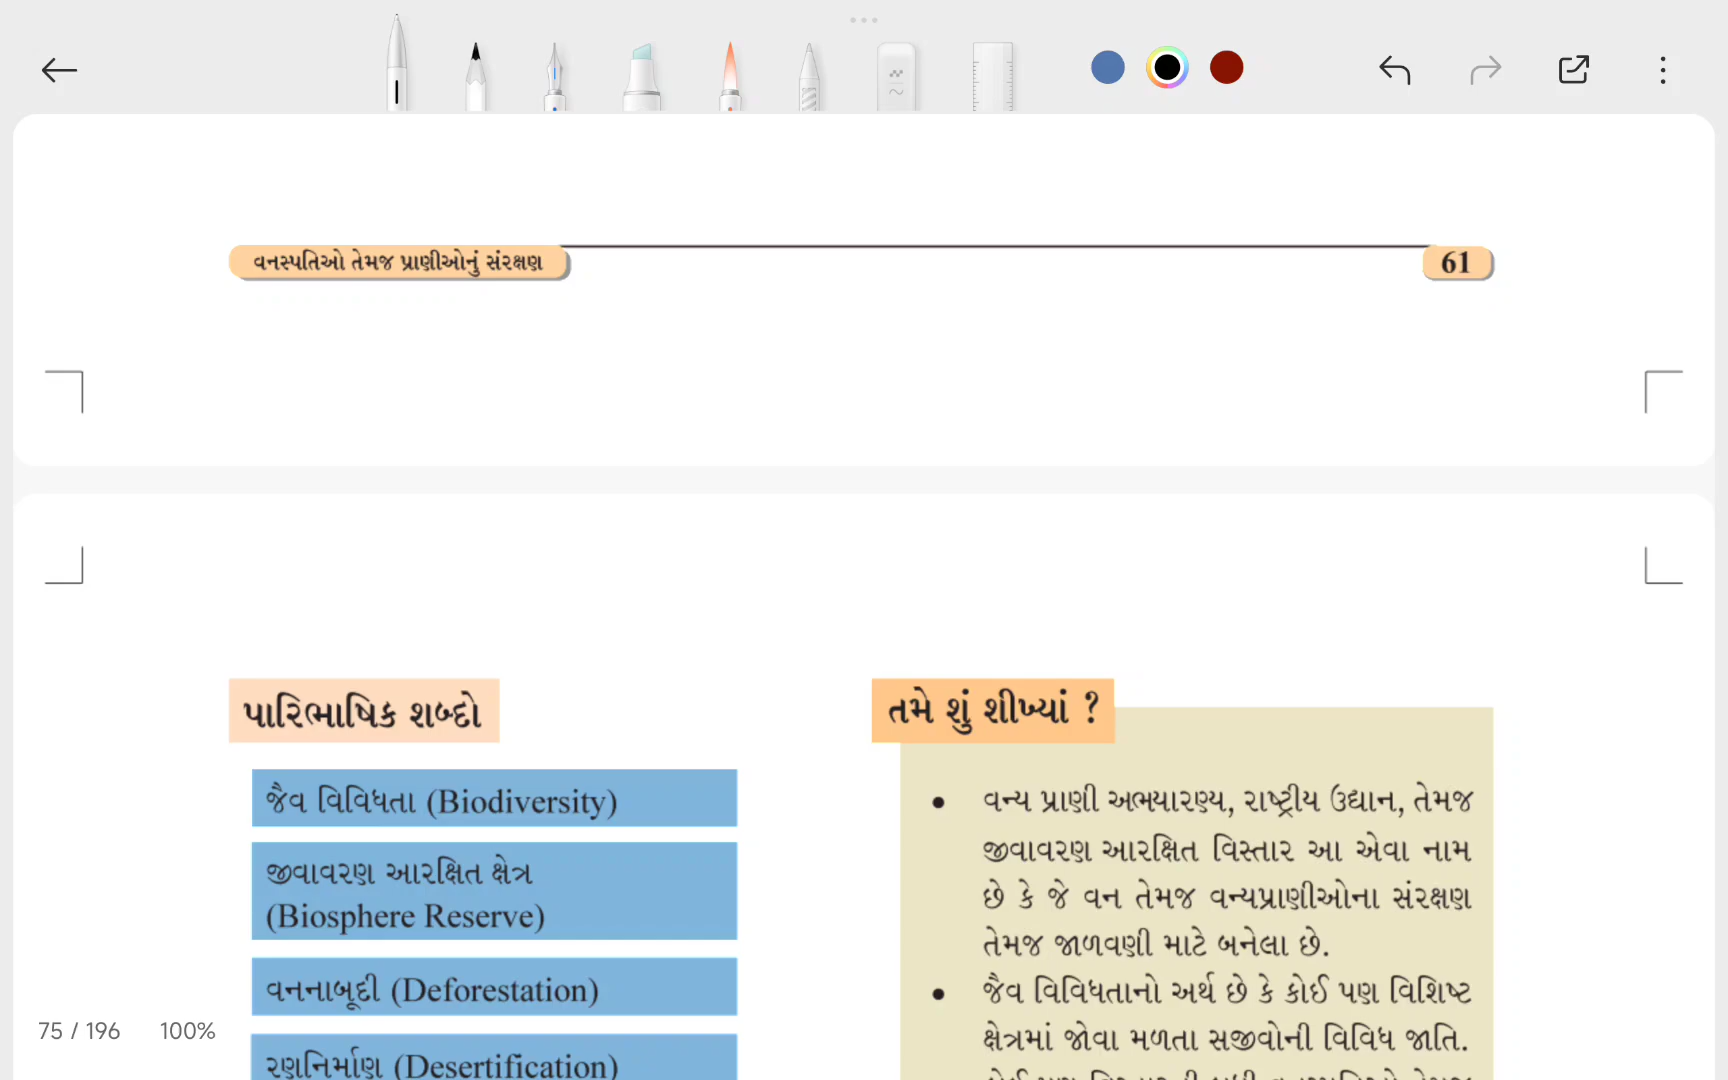 વનસ્પતિઓ તેમજ પ્રાણીઓનું સંરક્ષણ
61
પારિભાષિક શબ્દો
જૈવ વિવિધતા (Biodiversity)
જીવાવરણ આરક્ષિત ક્ષેત્ર
(Biosphere Reserve)
વનનાબૂદી (Deforestation)
રણનિર્માણ (Desertification)
તમે શું શીખ્યાં ?
• વન્ય પ્રાણી અભયારણ્ય, રાષ્ટ્રીય ઉદ્યાન, તેમજ
જીવાવરણ આરક્ષિત વિસ્તાર આ એવા નામ
છે કે જે વન તેમજ વન્યપ્રાણીઓના સંરક્ષણ
તેમજ જાળવણી માટે બનેલા છે.
• જૈવ વિવિધતાનો અર્થ છે કે કોઈ પણ વિશિષ્ટ
ક્ષેત્રમાં જોવા મળતા સજીવોની વિવિધ જાતિ.
75 / 196
100%